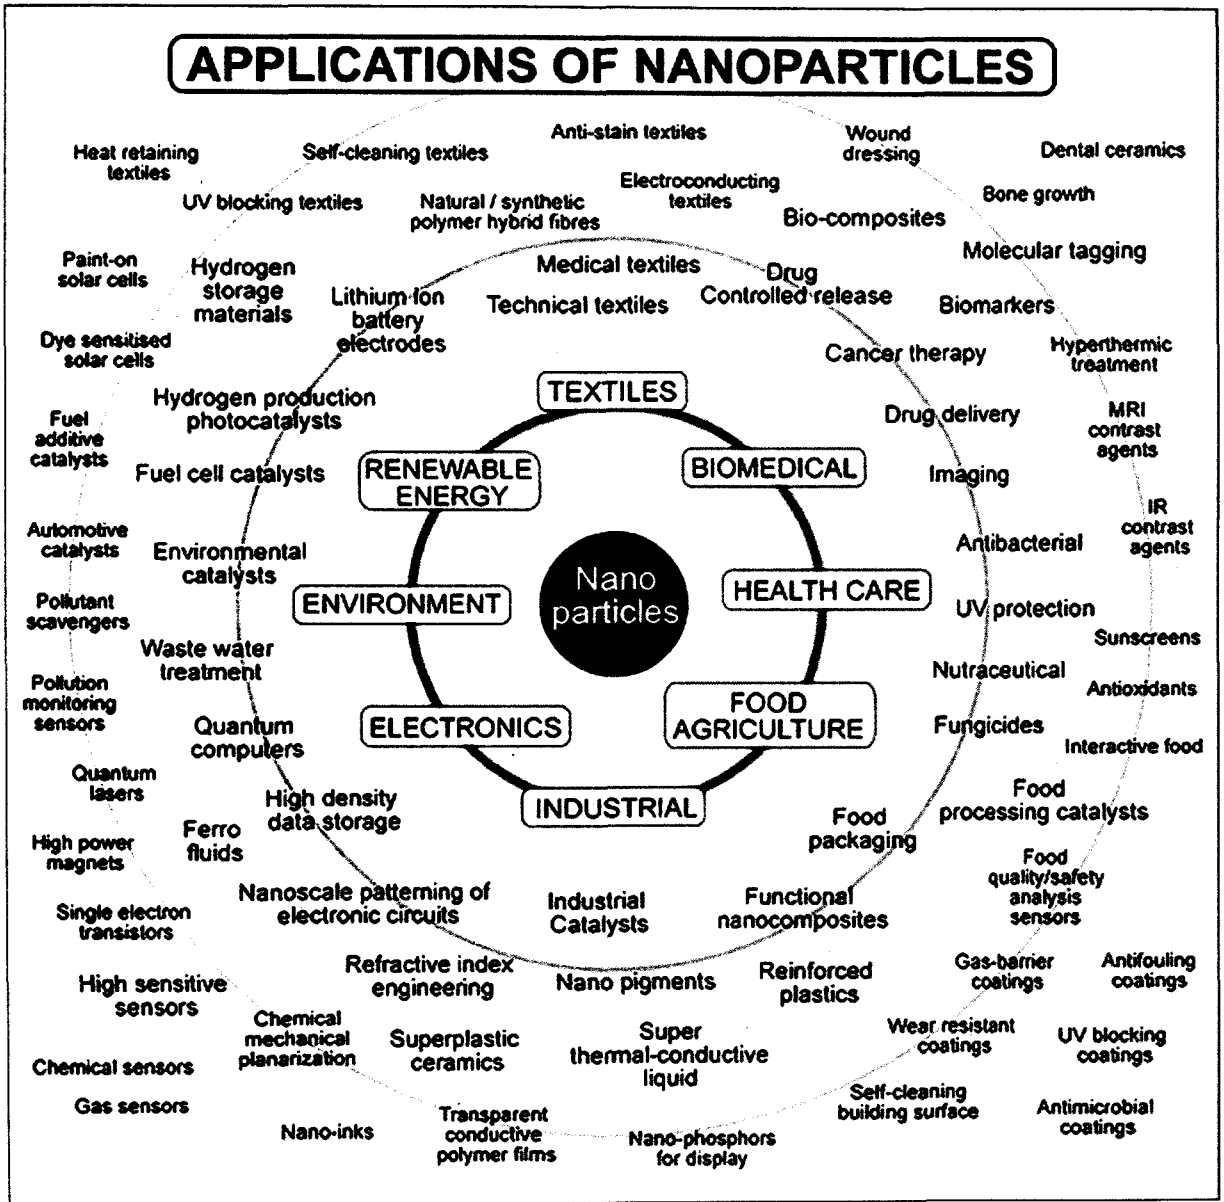 APPLICATIONS OF NANOPARTICLES
Anti-stain textiles
Wound
dressing
Dental ceramics
Heat retaining
textiles
Self-cleaning textiles
Electroconducting
textiles
Bone growth
UV blocking textiles
Natural / synthetic
polymer hybrid fibres
Bio-composites
Molecular tagging
Paint-on
solar cells
Hydrogen
storage
materials
Medical textiles
Drug
Controlled release
Lithium Ion
battery
electrodes
Technical textiles
Biomarkers
Dye sensitised
solar cells
Cancer therapy
Hyperthermic
treatment
TEXTILES
Hydrogen production
photocatalysts
Drug delivery
MRI
contrast
agents
Fuel
additive
catalysts
RENEWABLE
ENERGY
BIOMEDICAL
Fuel cell catalysts
Imaging
IR
contrast
agents
Automotive
catalysts
Environmental
catalysts
Antibacterial
Nano
particles
ENVIRONMENT
HEALTH CARE
Pollutant
scavengers
UV protection
Sunscreens
Waste water
treatment
Nutraceutical
Antioxidants
Pollution
monitoring
sensors
ELECTRONICS
FOOD
AGRICULTURE
Quantum
computers
Fungicides
Interactive food
Quantum
lasers
INDUSTRIAL
High density
data storage
Food
processing catalysts
Ferro
fluids
Food
packaging
High power
magnets
Food
quality/safety
analysis
sensors
Nanoscale patterning of
electronic circuits
Industrial
Catalysts
Functional
nanocomposites
Single electron
transistors
Refractive index
engineering
Nano pigments
Reinforced
plastics
Gas-barrier
coatings
Antifouling
coatings
High sensitive
sensors
Chemical
mechanical
planarization
Superplastic
ceramics
Super
thermal-conductive
liquid
Wear resistant
coatings
UV blocking
coatings
Chemical sensors
Gas sensors
Self-cleaning
building surface
Antimicrobial
coatings
Nano-inks
Transparent
conductive
polymer films
Nano-phosphors
for display